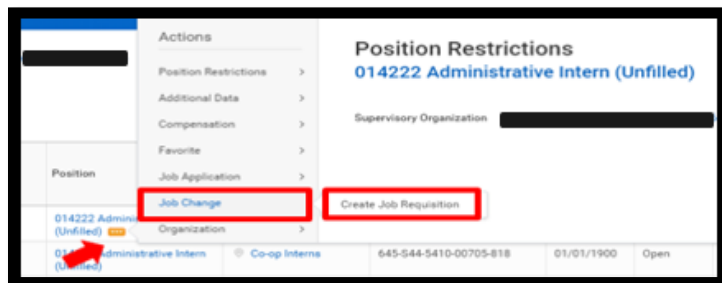 Actions
Position Restrictions >
Additional Data >
Compensation >
Favorite >
Job Application >
Job Change
Organization >
Create Job Requisition
Position Restrictions
014222 Administrative Intern (Unfilled)
Supervisory Organization
Position
014222 Admini
(Unfilled)
Administrative Intern
(Unfilled)
Co-op Interns
645-S44-5410-00705-818
01/01/1900
Open